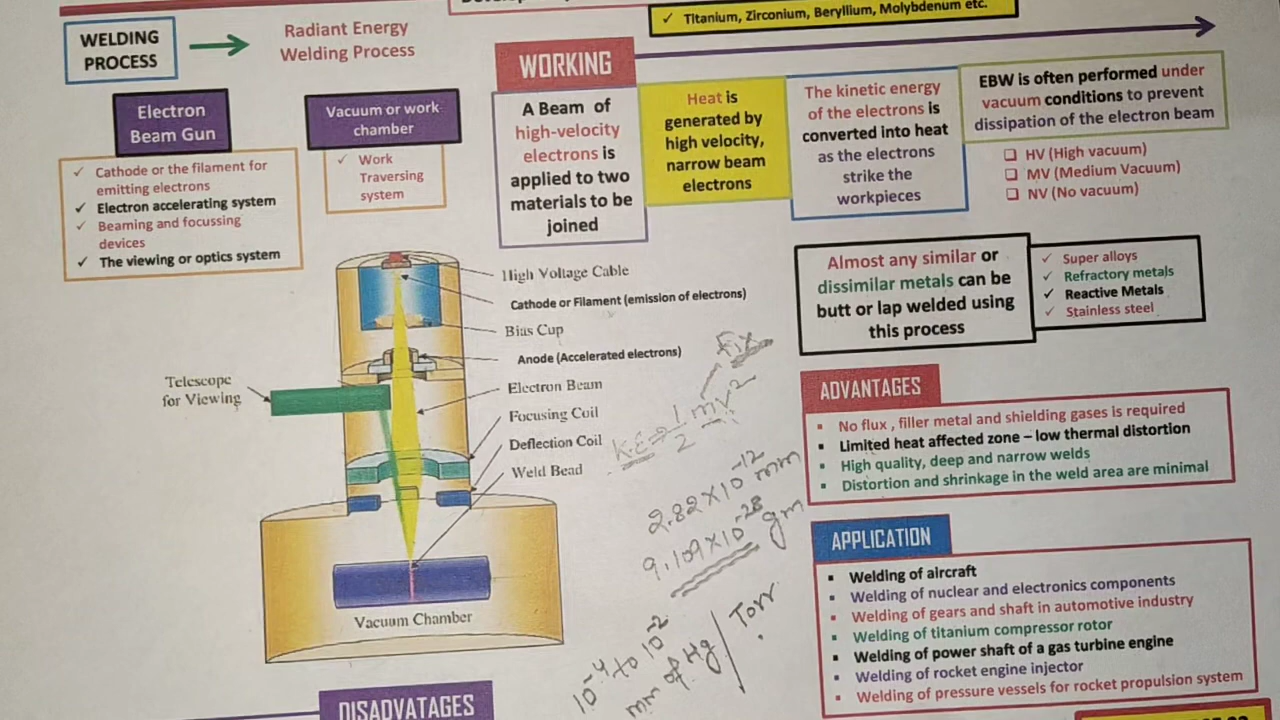 Titanium, Zirconium, Beryllium, Molybdenum etc.
WELDING
PROCESS
Radiant Energy
Welding Process
WORKING
Electron
Beam Gun
Cathode or the filament for
emitting electrons
Electron accelerating system
Beaming and focussing
devices
The viewing or optics system
Vacuum or work
chamber
Work
Traversing
system
A Beam of
high-velocity
electrons is
applied to two
materials to be
joined
Heat is
generated by
high velocity,
narrow beam
electrons
The kinetic energy
of the electrons is
converted into heat
as the electrons
strike the
workpieces
EBW is often performed under
vacuum conditions to prevent
dissipation of the electron beam
HV (High vacuum)
MV (Medium Vacuum)
NV (No vacuum)
Almost any similar or
dissimilar metals can be
butt or lap welded using
this process
Super alloys
Refractory metals
Reactive Metals
Stainless steel
High Voltage Cable
Cathode or Filament (emission of electrons)
Bias Cup
Anode (Accelerated electrons)
Telescope
for Viewing
Electron Beam
Focusing Coil
Deflection Coil
Weld Bead
Vacuum Chamber
fix
K.E = 1/2 mv2
2.82×10-12 mm
9.109×10-28 gm
10-4 to 10-2
mm of Hg / Torr
ADVANTAGES
No flux , filler metal and shielding gases is required
Limited heat affected zone – low thermal distortion
High quality, deep and narrow welds
Distortion and shrinkage in the weld area are minimal
APPLICATION
Welding of aircraft
Welding of nuclear and electronics components
Welding of gears and shaft in automotive industry
Welding of titanium compressor rotor
Welding of power shaft of a gas turbine engine
Welding of rocket engine injector
Welding of pressure vessels for rocket propulsion system
DISADVATAGES